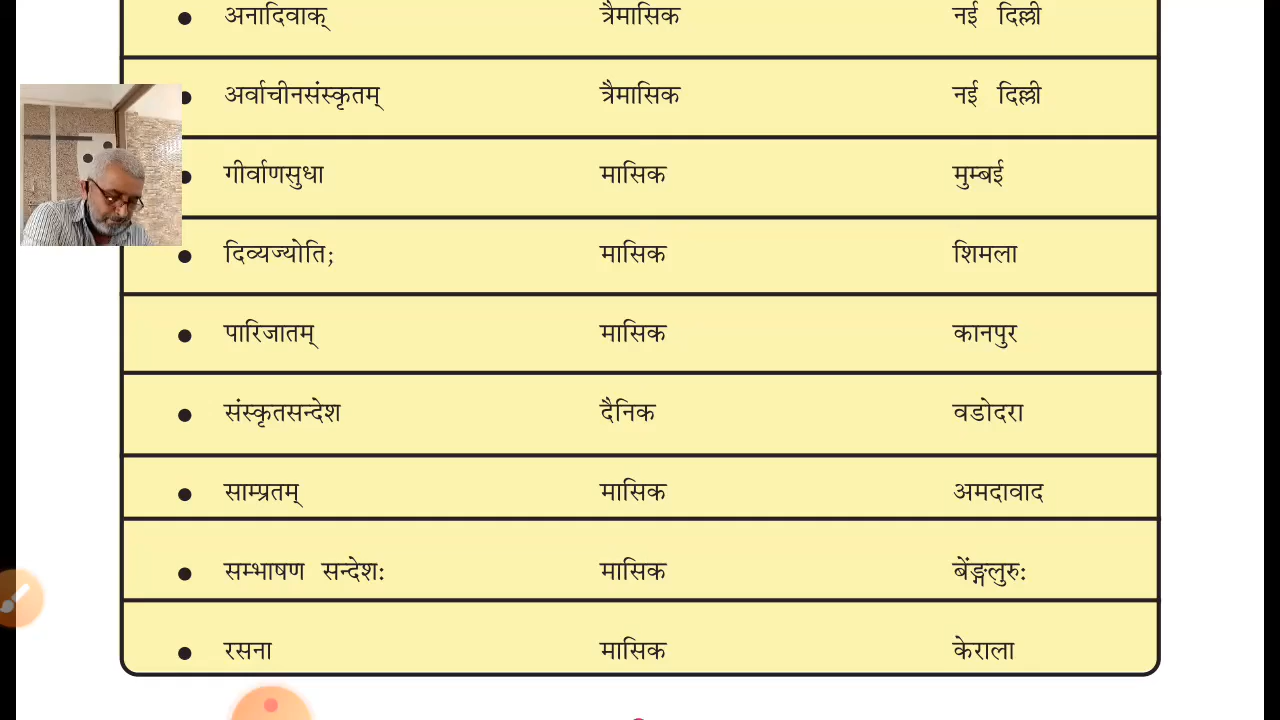 • अनादिवाक् त्रैमासिक नई दिल्ली
• अर्वाचीनसंस्कृतम् त्रैमासिक नई दिल्ली
• गीर्वाणसुधा मासिक मुम्बई
• दिव्यज्योति; मासिक शिमला
• पारिजातम् मासिक कानपुर
• संस्कृतसन्देश दैनिक वडोदरा
• साम्प्रतम् मासिक अमदावाद
• सम्भाषण सन्देशः मासिक बेंङ्गलुरुः
• रसना मासिक केराला